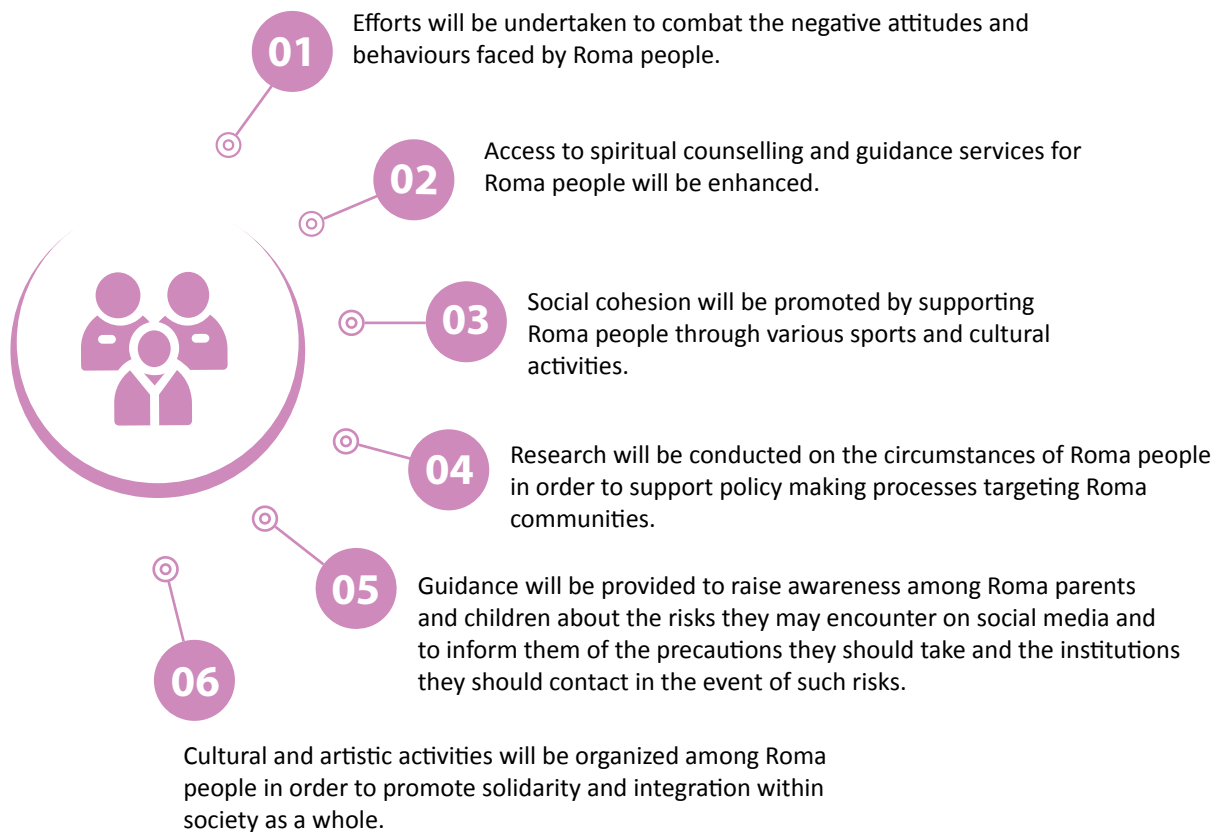 01
Efforts will be undertaken to combat the negative attitudes and
behaviours faced by Roma people.
02
Access to spiritual counselling and guidance services for
Roma people will be enhanced.
03
Social cohesion will be promoted by supporting
Roma people through various sports and cultural
activities.
04
Research will be conducted on the circumstances of Roma people
in order to support policy making processes targeting Roma
communities.
05
Guidance will be provided to raise awareness among Roma parents
and children about the risks they may encounter on social media and
to inform them of the precautions they should take and the institutions
they should contact in the event of such risks.
06
Cultural and artistic activities will be organized among Roma
people in order to promote solidarity and integration within
society as a whole.